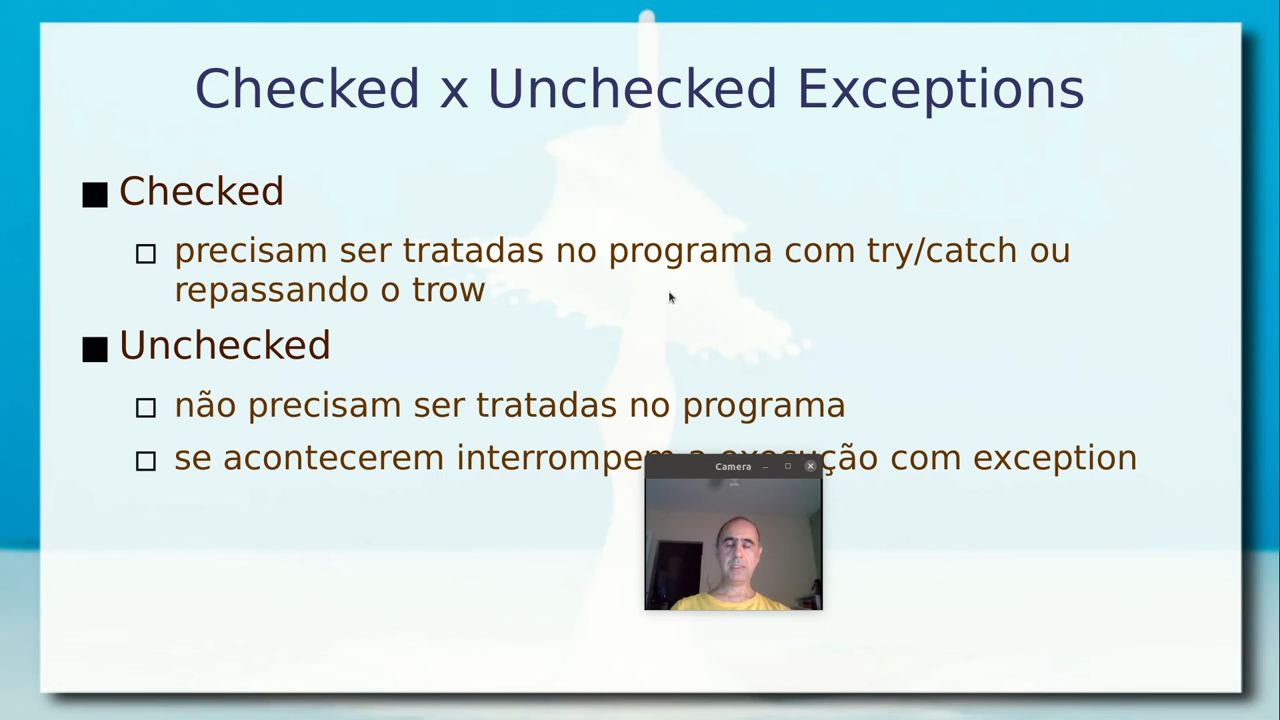 Checked x Unchecked Exceptions
Checked
precisam ser tratadas no programa com try/catch ou
repassando o trow
Unchecked
não precisam ser tratadas no programa
se acontecerem interrompem a execução com exception
Camera